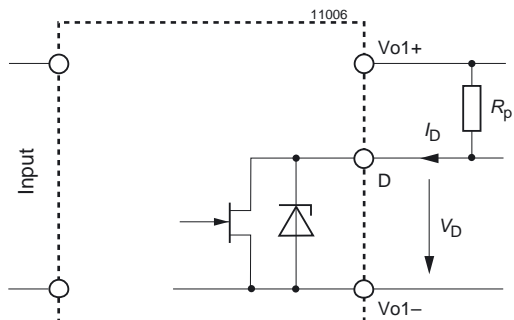 11006
Vo1+
Rp
ID
Input
D
VD
Vo1–